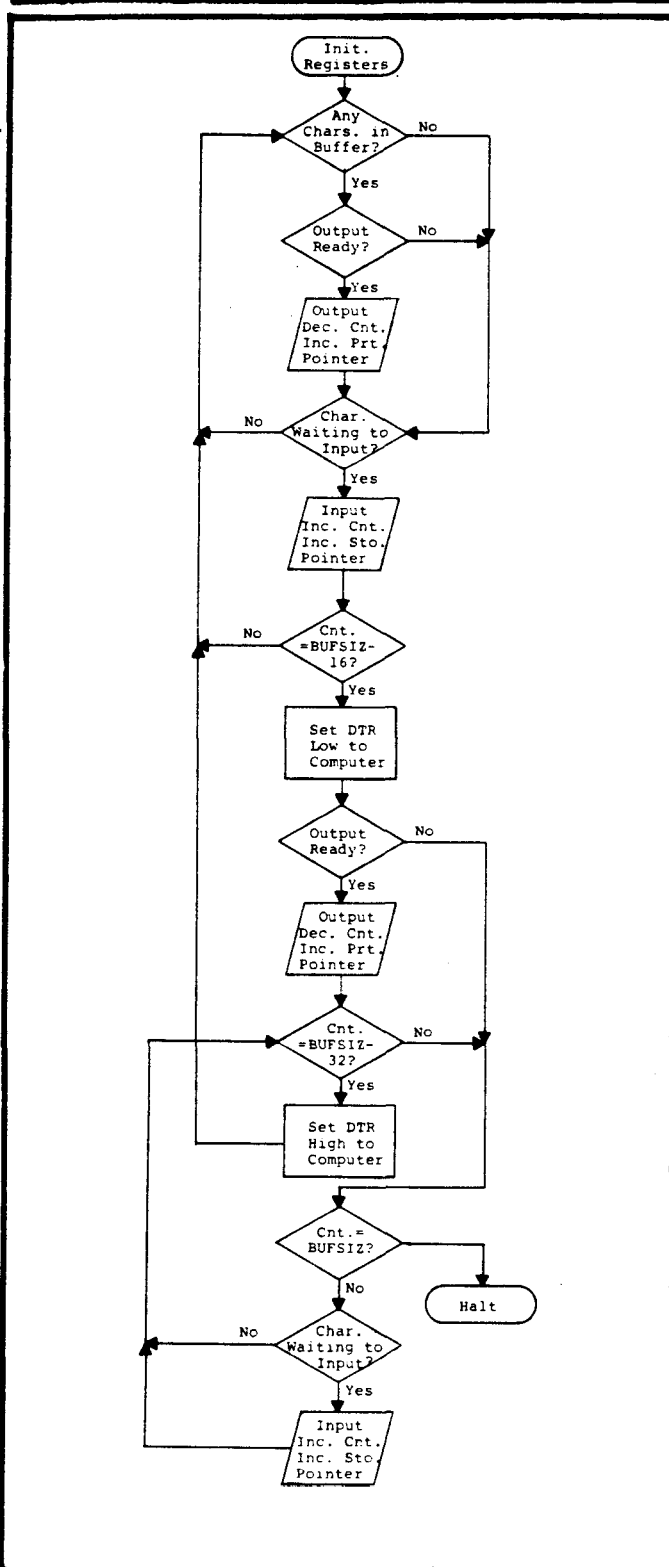 Init.
Registers
Any
Chars. in
Buffer?
No
Yes
Output
Ready?
No
Yes
Output
Dec. Cnt.
Inc. Prt.
Pointer
Char.
Waiting to
Input?
No
Yes
Input
Inc. Cnt.
Inc. Sto.
Pointer
Cnt.
=BUFSIZ-
16?
No
Yes
Set DTR
Low to
Computer
Output
Ready?
No
Yes
Output
Dec. Cnt.
Inc. Prt.
Pointer
Cnt.
=BUFSIZ-
32?
No
Yes
Set DTR
High to
Computer
Cnt.=
BUFSIZ?
No
Halt
Char.
Waiting to
Input?
No
Yes
Input
Inc. Cnt.
Inc. Sto.
Pointer